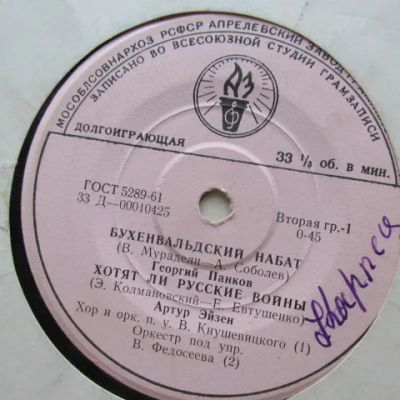 МОСОБЛСОВНАРХОЗ РСФСР АПРЕЛЕВСКИЙ ЗАВОД
ЗАПИСАНО ВО ВСЕСОЮЗНОЙ СТУДИИ ГРАМЗАПИСИ
ДОЛГОИГРАЮЩАЯ
33 1/3 об. в мин.
ГОСТ 5289-61
33 Д—00010425
Вторая гр.-1
0-45
БУХЕНВАЛЬДСКИЙ НАБАТ
(В. Мурадели—А. Соболев)
Георгий Панков
ХОТЯТ ЛИ РУССКИЕ ВОЙНЫ
(Э. Колмановский—Е. Евтушенко)
Артур Эйзен
Хор и орк. п. у. В. Кнушевицкого (1)
Оркестр под упр.
В. Федосеева (2)